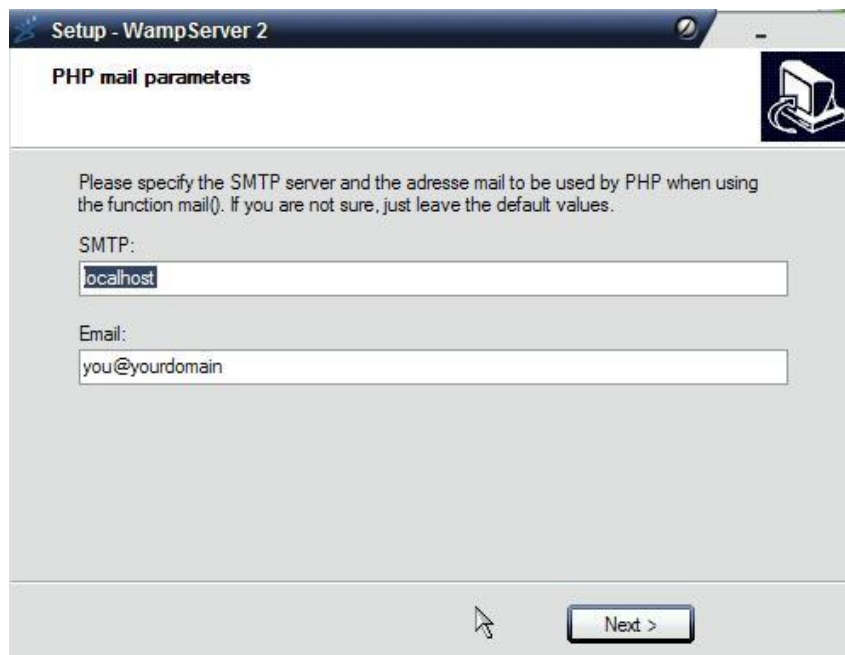 Setup - WampServer 2
PHP mail parameters
Please specify the SMTP server and the adresse mail to be used by PHP when using
the function mail(). If you are not sure, just leave the default values.
SMTP:
localhost
Email:
you@yourdomain
Next >